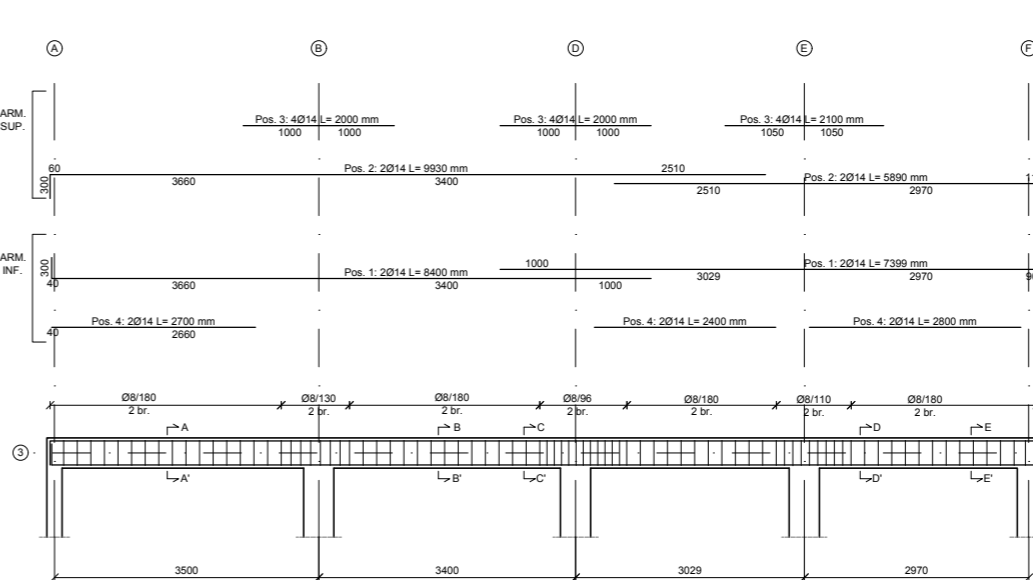 A B D E F
ARM.
SUP.
Pos. 3: 4Ø14 L= 2000 mm
1000 1000
Pos. 3: 4Ø14 L= 2000 mm
1000 1000
Pos. 3: 4Ø14 L= 2100 mm
1050 1050
60
300
3660
Pos. 2: 2Ø14 L= 9930 mm
3400
2510
Pos. 2: 2Ø14 L= 5890 mm
2510
2970
ARM.
INF.
300
40
3660
Pos. 1: 2Ø14 L= 8400 mm
3400
1000
1000
Pos. 1: 2Ø14 L= 7399 mm
3029
2970
40
Pos. 4: 2Ø14 L= 2700 mm
2660
Pos. 4: 2Ø14 L= 2400 mm
Pos. 4: 2Ø14 L= 2800 mm
Ø8/180 Ø8/130 Ø8/180 Ø8/96 Ø8/180 Ø8/110 Ø8/180
2 br. 2 br. 2 br. 2 br. 2 br. 2 br. 2 br.
A B C D E
3
A' B' C' D' E'
3500 3400 3029 2970